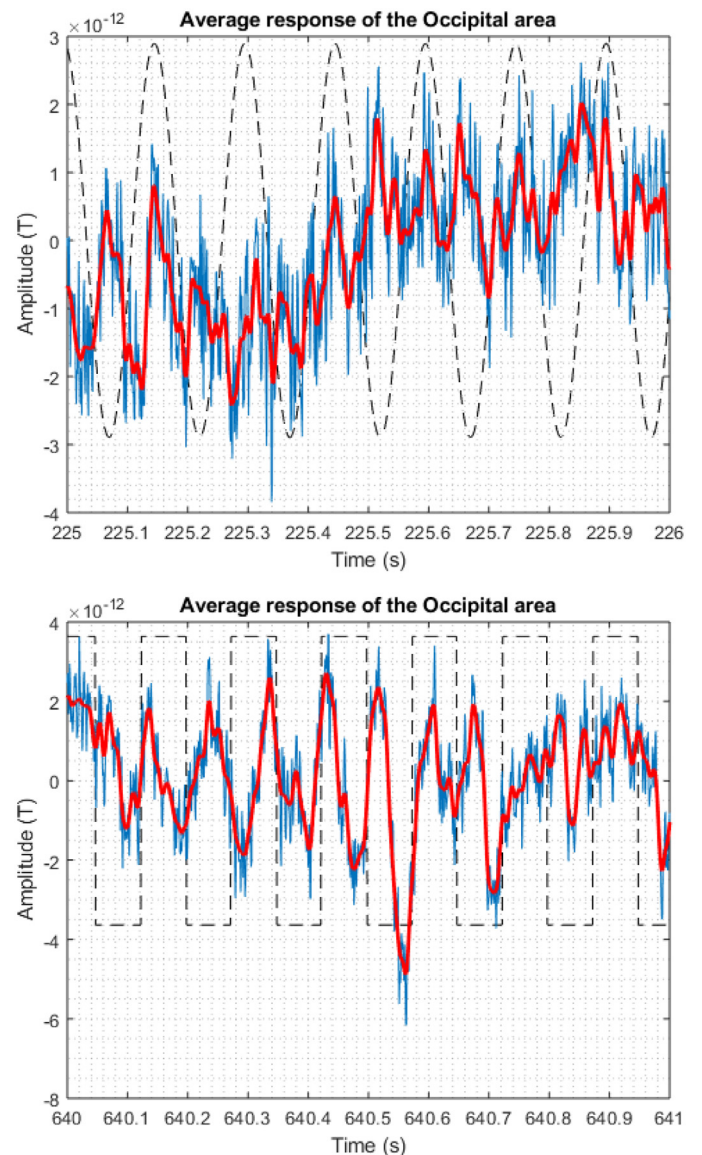 Average response of the Occipital area
×10-12
3
2
1
0
-1
-2
-3
-4
Amplitude (T)
225 225.1 225.2 225.3 225.4 225.5 225.6 225.7 225.8 225.9 226
Time (s)
Average response of the Occipital area
×10-12
4
2
0
-2
-4
-6
-8
Amplitude (T)
640 640.1 640.2 640.3 640.4 640.5 640.6 640.7 640.8 640.9 641
Time (s)